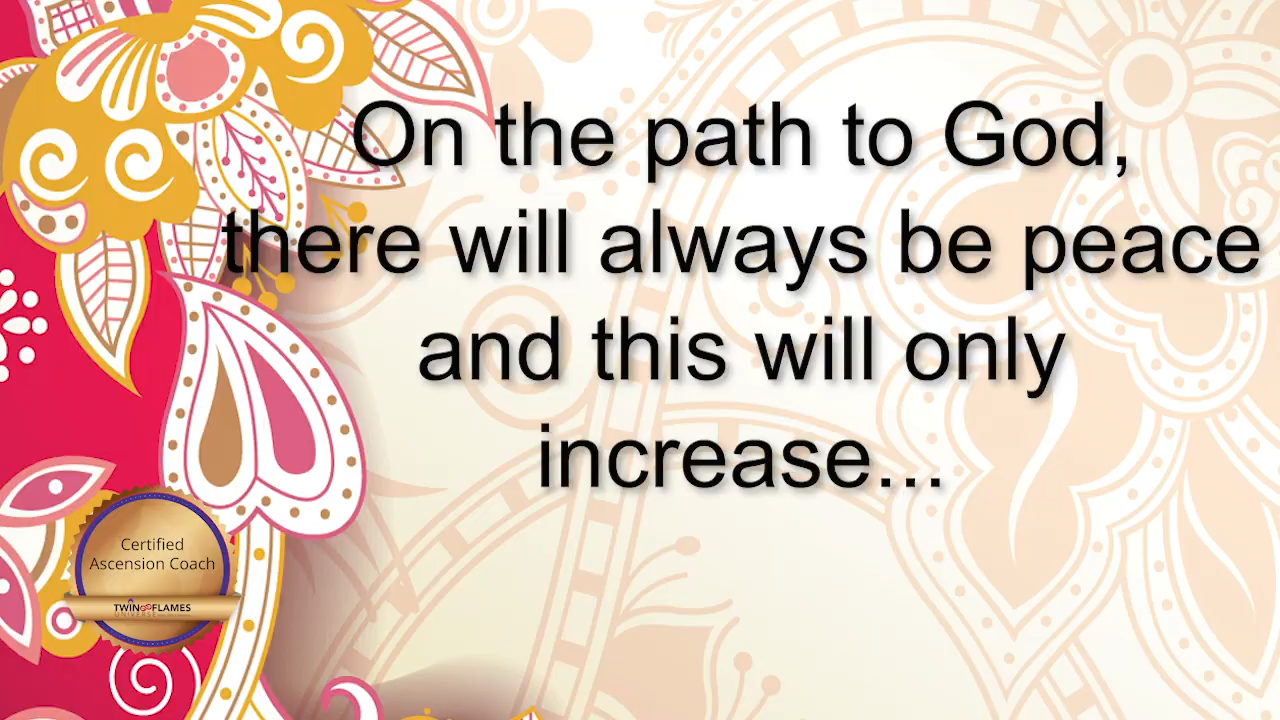 On the path to God,
there will always be peace
and this will only
increase...
Certified
Ascension Coach
TWIN FLAMES
UNIVERSE